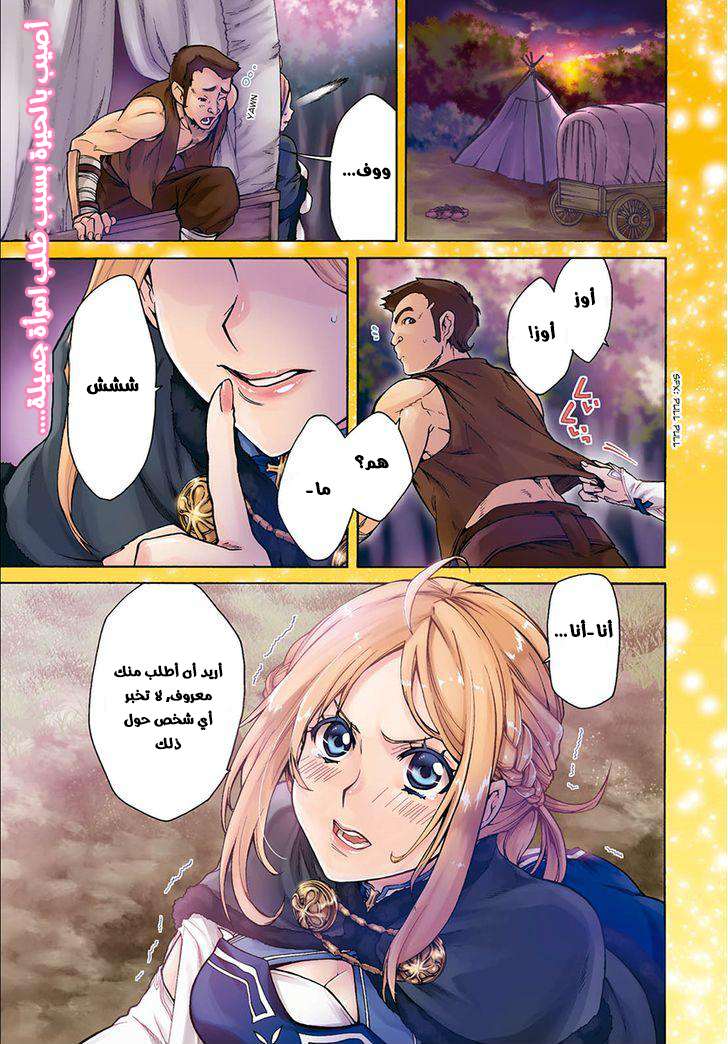 ووف...
YAWN
أوز
أوز!
SFX: PULL PULL
هم؟
ما-
ششش
أصيب بالحيرة بسبب طلب امرأة جميلة....
أنا-أنا...
أريد أن أطلب منك
معروف، لا تخبر
أي شخص حول
ذلك